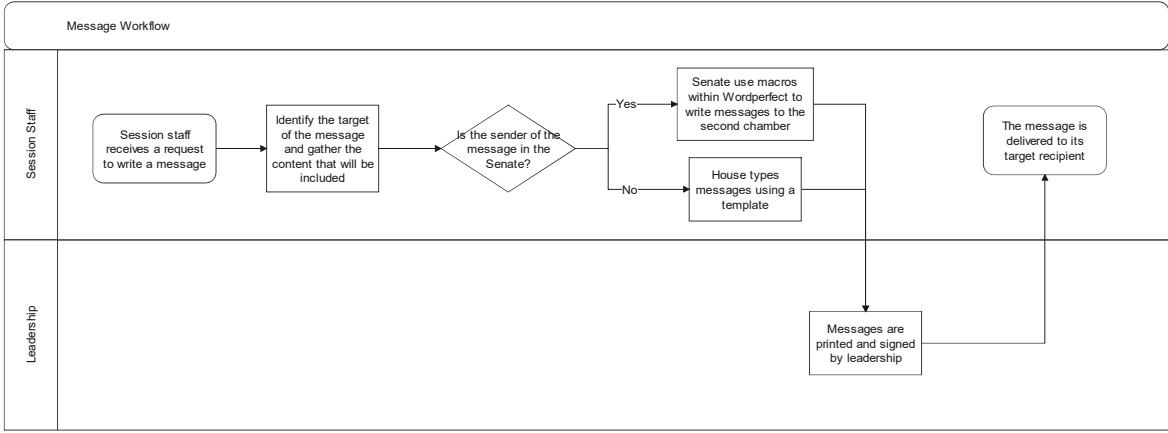 Message Workflow
Session Staff
Session staff
receives a request
to write a message
Identify the target
of the message
and gather the
content that will be
included
Is the sender of the
message in the
Senate?
Yes
Senate use macros
within Wordperfect to
write messages to the
second chamber
No
House types
messages using a
template
The message is
delivered to its
target recipient
Leadership
Messages are
printed and signed
by leadership